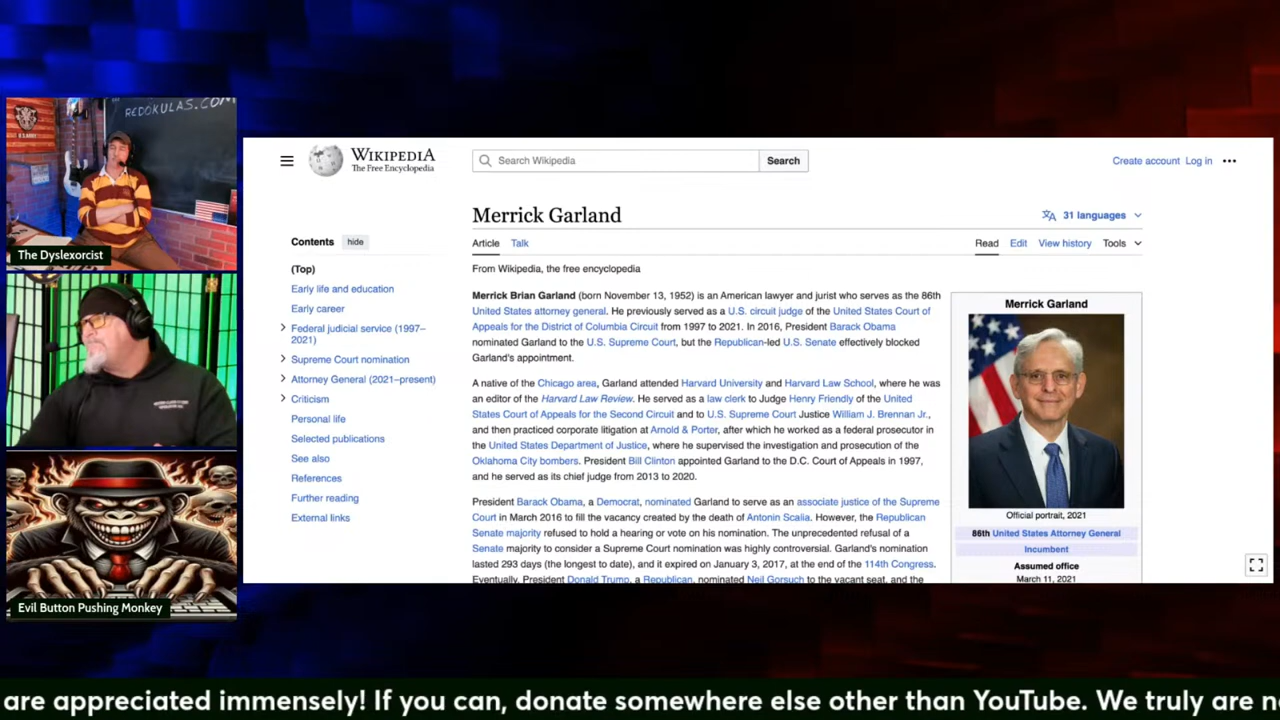 REDOKULAS.COM
U.S. ARMY
The Dyslexorcist
Evil Button Pushing Monkey
WIKIPEDIA
The Free Encyclopedia
Search Wikipedia
Search
Create account Log in
Merrick Garland
31 languages
Article Talk
Read Edit View history Tools
From Wikipedia, the free encyclopedia
Contents hide
(Top)
Early life and education
Early career
Federal judicial service (1997–
2021)
Supreme Court nomination
Attorney General (2021–present)
Criticism
Personal life
Selected publications
See also
References
Further reading
External links
Merrick Brian Garland (born November 13, 1952) is an American lawyer and jurist who serves as the 86th
United States attorney general. He previously served as a U.S. circuit judge of the United States Court of
Appeals for the District of Columbia Circuit from 1997 to 2021. In 2016, President Barack Obama
nominated Garland to the U.S. Supreme Court, but the Republican-led U.S. Senate effectively blocked
Garland's appointment.
A native of the Chicago area, Garland attended Harvard University and Harvard Law School, where he was
an editor of the Harvard Law Review. He served as a law clerk to Judge Henry Friendly of the United
States Court of Appeals for the Second Circuit and to U.S. Supreme Court Justice William J. Brennan Jr.,
and then practiced corporate litigation at Arnold & Porter, after which he worked as a federal prosecutor in
the United States Department of Justice, where he supervised the investigation and prosecution of the
Oklahoma City bombers. President Bill Clinton appointed Garland to the D.C. Court of Appeals in 1997,
and he served as its chief judge from 2013 to 2020.
President Barack Obama, a Democrat, nominated Garland to serve as an associate justice of the Supreme
Court in March 2016 to fill the vacancy created by the death of Antonin Scalia. However, the Republican
Senate majority refused to hold a hearing or vote on his nomination. The unprecedented refusal of a
Senate majority to consider a Supreme Court nomination was highly controversial. Garland's nomination
lasted 293 days (the longest to date), and it expired on January 3, 2017, at the end of the 114th Congress.
Eventually, President Donald Trump, a Republican, nominated Neil Gorsuch to the vacant seat, and the
Merrick Garland
Official portrait, 2021
86th United States Attorney General
Incumbent
Assumed office
March 11, 2021
are appreciated immensely! If you can, donate somewhere else other than YouTube. We truly are n